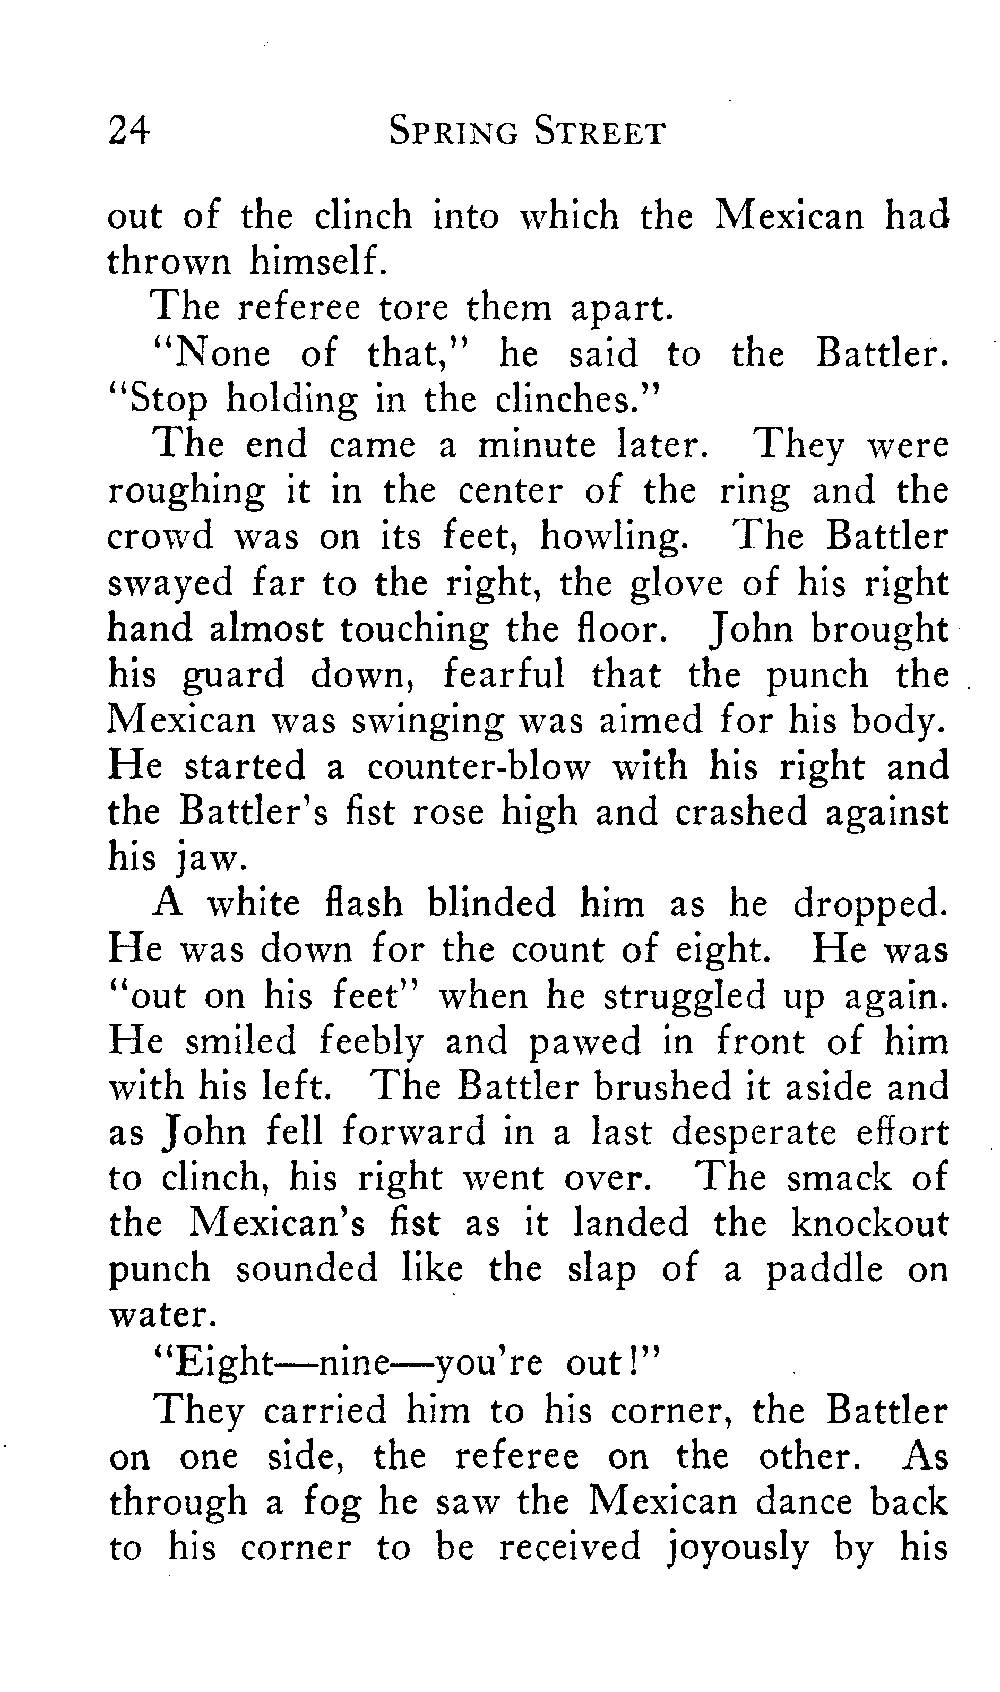 24 SPRING STREET
out of the clinch into which the Mexican had
thrown himself.
The referee tore them apart.
“None of that,” he said to the Battler.
“Stop holding in the clinches.”
The end came a minute later. They were
roughing it in the center of the ring and the
crowd was on its feet, howling. The Battler
swayed far to the right, the glove of his right
hand almost touching the floor. John brought
his guard down, fearful that the punch the
Mexican was swinging was aimed for his body.
He started a counter-blow with his right and
the Battler’s fist rose high and crashed against
his jaw.
A white flash blinded him as he dropped.
He was down for the count of eight. He was
“out on his feet” when he struggled up again.
He smiled feebly and pawed in front of him
with his left. The Battler brushed it aside and
as John fell forward in a last desperate effort
to clinch, his right went over. The smack of
the Mexican’s fist as it landed the knockout
punch sounded like the slap of a paddle on
water.
“Eight—nine—you’re out!”
They carried him to his corner, the Battler
on one side, the referee on the other. As
through a fog he saw the Mexican dance back
to his corner to be received joyously by his